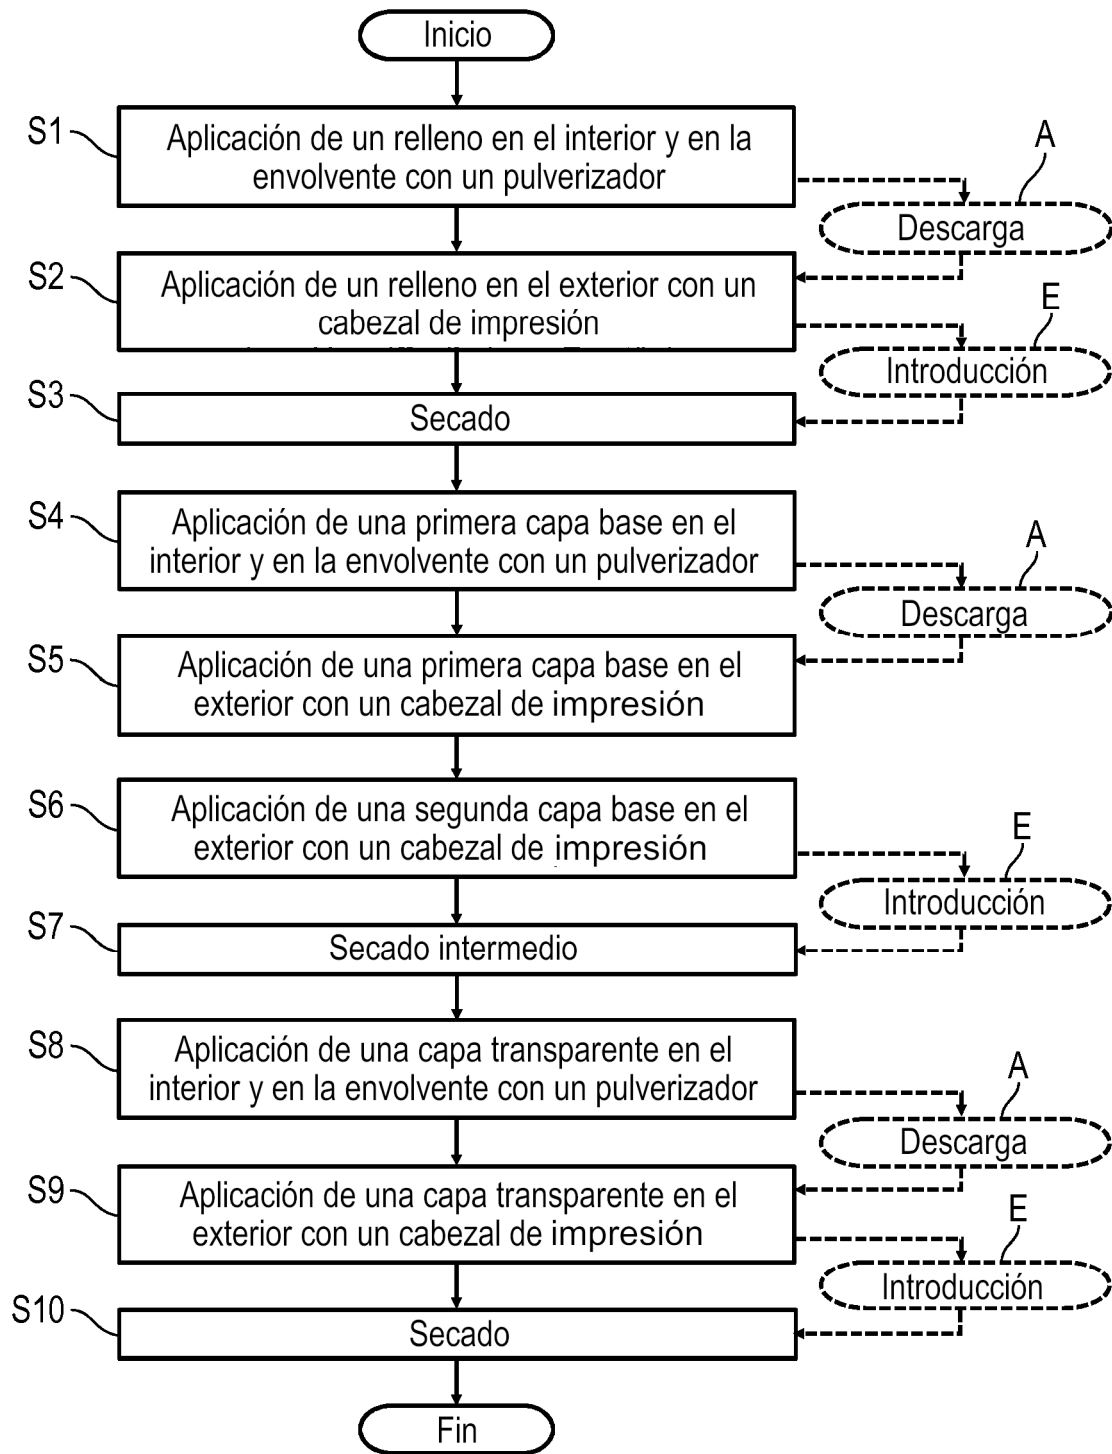 Inicio
S1
Aplicación de un relleno en el interior y en la
envolvente con un pulverizador
A
Descarga
S2
Aplicación de un relleno en el exterior con un
cabezal de impresión
E
Introducción
S3
Secado
S4
Aplicación de una primera capa base en el
interior y en la envolvente con un pulverizador
A
Descarga
S5
Aplicación de una primera capa base en el
exterior con un cabezal de impresión
S6
Aplicación de una segunda capa base en el
exterior con un cabezal de impresión
E
Introducción
S7
Secado intermedio
S8
Aplicación de una capa transparente en el
interior y en la envolvente con un pulverizador
A
Descarga
S9
Aplicación de una capa transparente en el
exterior con un cabezal de impresión
E
Introducción
S10
Secado
Fin